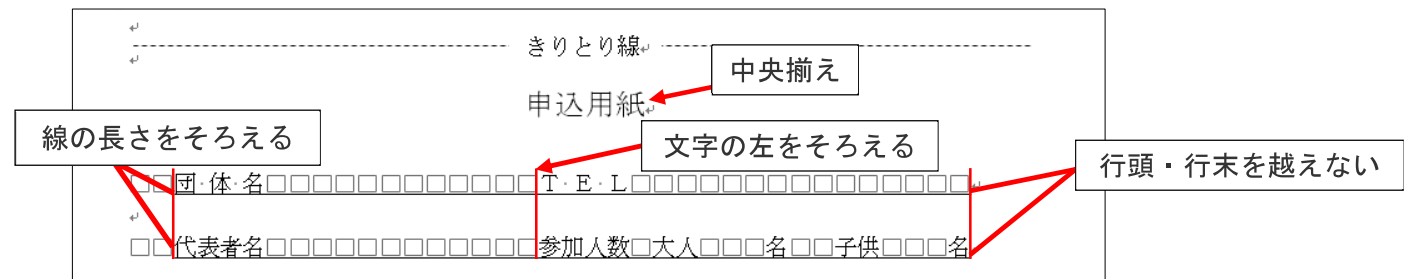 ---------------------------------- きりとり線↵ ----------------------------------
中央揃え
申込用紙↵
線の長さをそろえる
文字の左をそろえる
行頭・行末を越えない
□□団・体・名□□□□□□□□□□□□T・E・L□□□□□□□□□□□□□□□↵
□□代表者名□□□□□□□□□□□□参加人数□大人□□□名□□子供□□□名